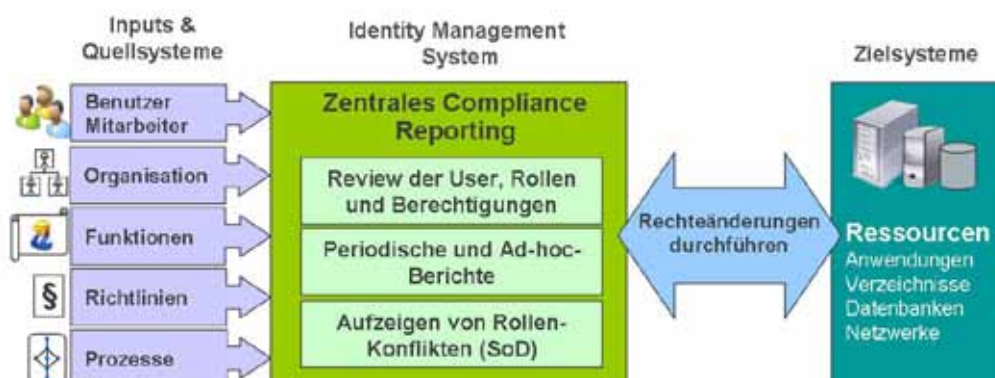 Inputs &
Quellsysteme
Identity Management
System
Zielsysteme
Benutzer
Mitarbeiter
Organisation
Funktionen
§
Richtlinien
Prozesse
Zentrales Compliance
Reporting
Review der User, Rollen
und Berechtigungen
Periodische und Ad-hoc-
Berichte
Aufzeigen von Rollen-
Konflikten (SoD)
Rechteänderungen
durchführen
Ressourcen
Anwendungen
Verzeichnisse
Datenbanken
Netzwerke